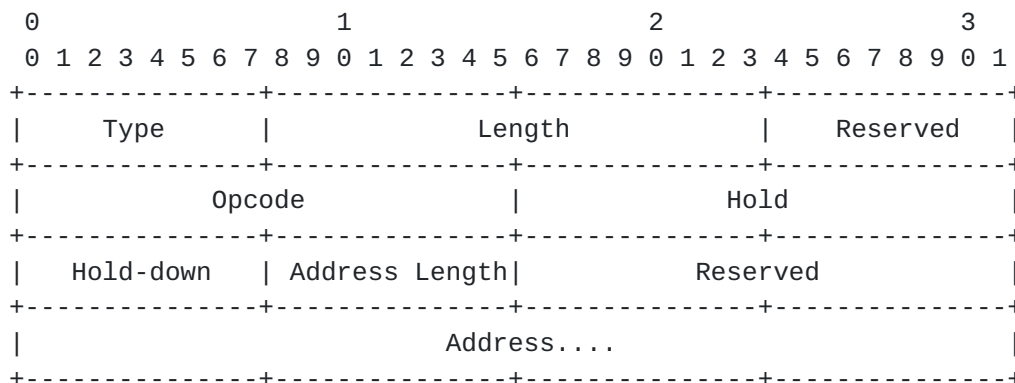 0                   1                   2                   3
0 1 2 3 4 5 6 7 8 9 0 1 2 3 4 5 6 7 8 9 0 1 2 3 4 5 6 7 8 9 0 1
+---------------+---------------+---------------+---------------+
|     Type      |             Length            |    Reserved   |
+---------------+---------------+---------------+---------------+
|            Opcode             |             Hold              |
+---------------+---------------+---------------+---------------+
|   Hold-down   | Address Length|           Reserved            |
+---------------+---------------+---------------+---------------+
|                           Address....                         |
+---------------+---------------+---------------+---------------+